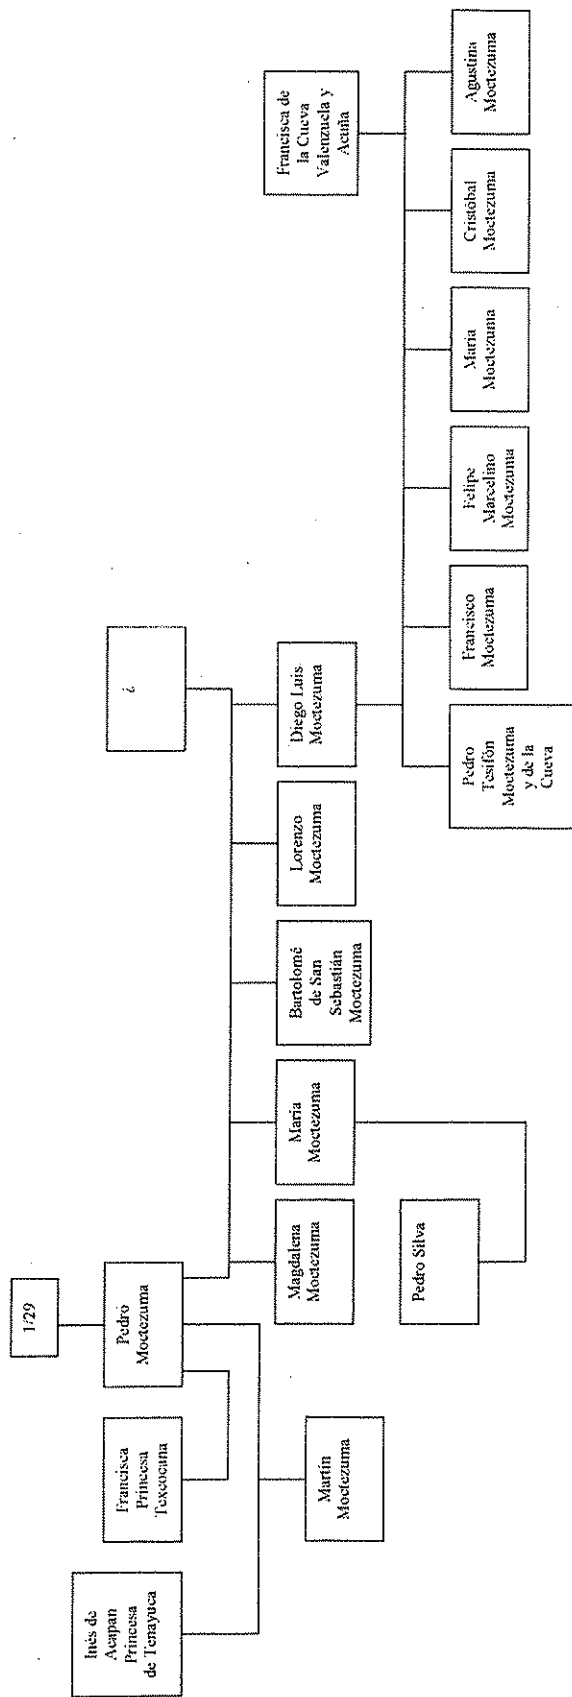 1/29
Inés de
Acapan
Princesa
de Tenayuca
Francisca
Princesa
Texcocana
Pedro
Moctezuma
¿
Francisca de
la Cueva
Valenzuela y
Acuña
Martín
Moctezuma
Magdalena
Moctezuma
María
Moctezuma
Bartolomé
de San
Sebastián
Moctezuma
Lorenzo
Moctezuma
Diego Luis
Moctezuma
Pedro Silva
Pedro
Tesifón
Moctezuma
y de la
Cueva
Francisco
Moctezuma
Felipe
Marcelino
Moctezuma
María
Moctezuma
Cristóbal
Moctezuma
Agustina
Moctezuma